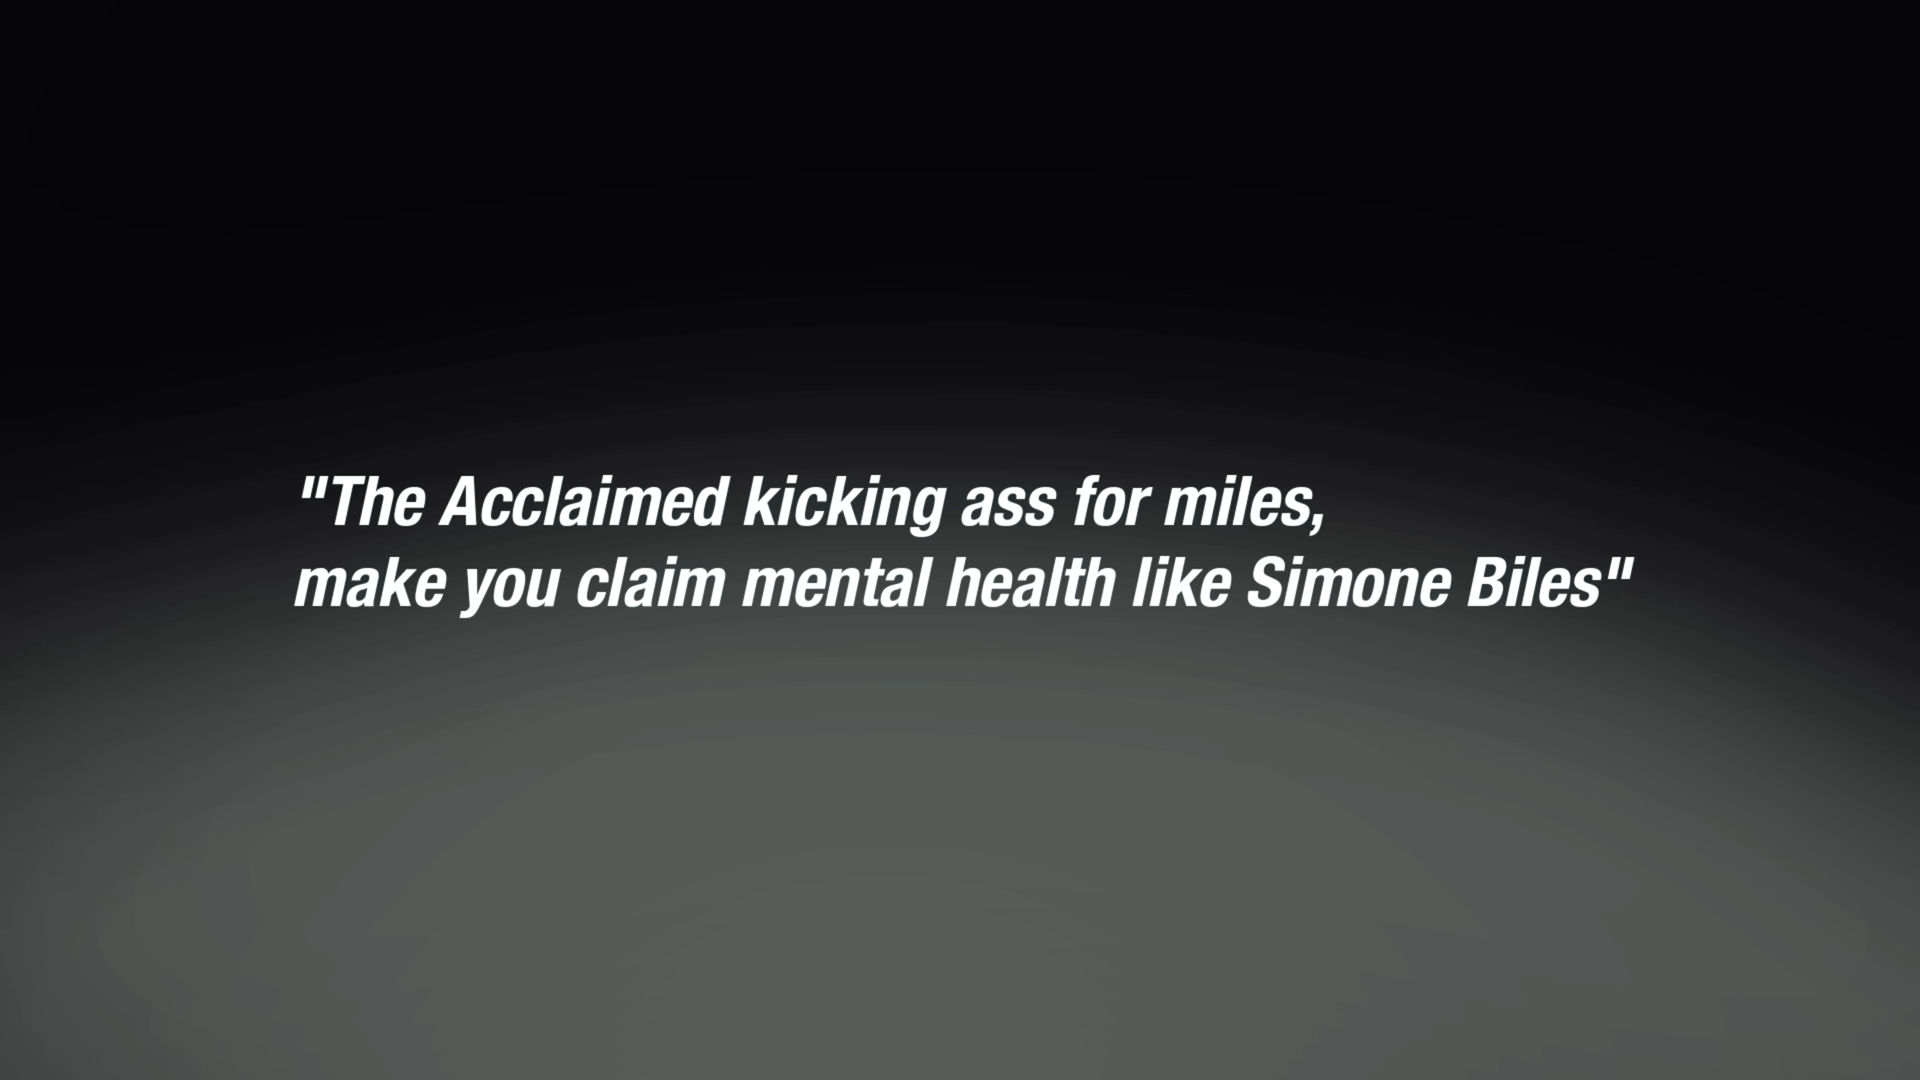 "The Acclaimed kicking ass for miles,
make you claim mental health like Simone Biles"